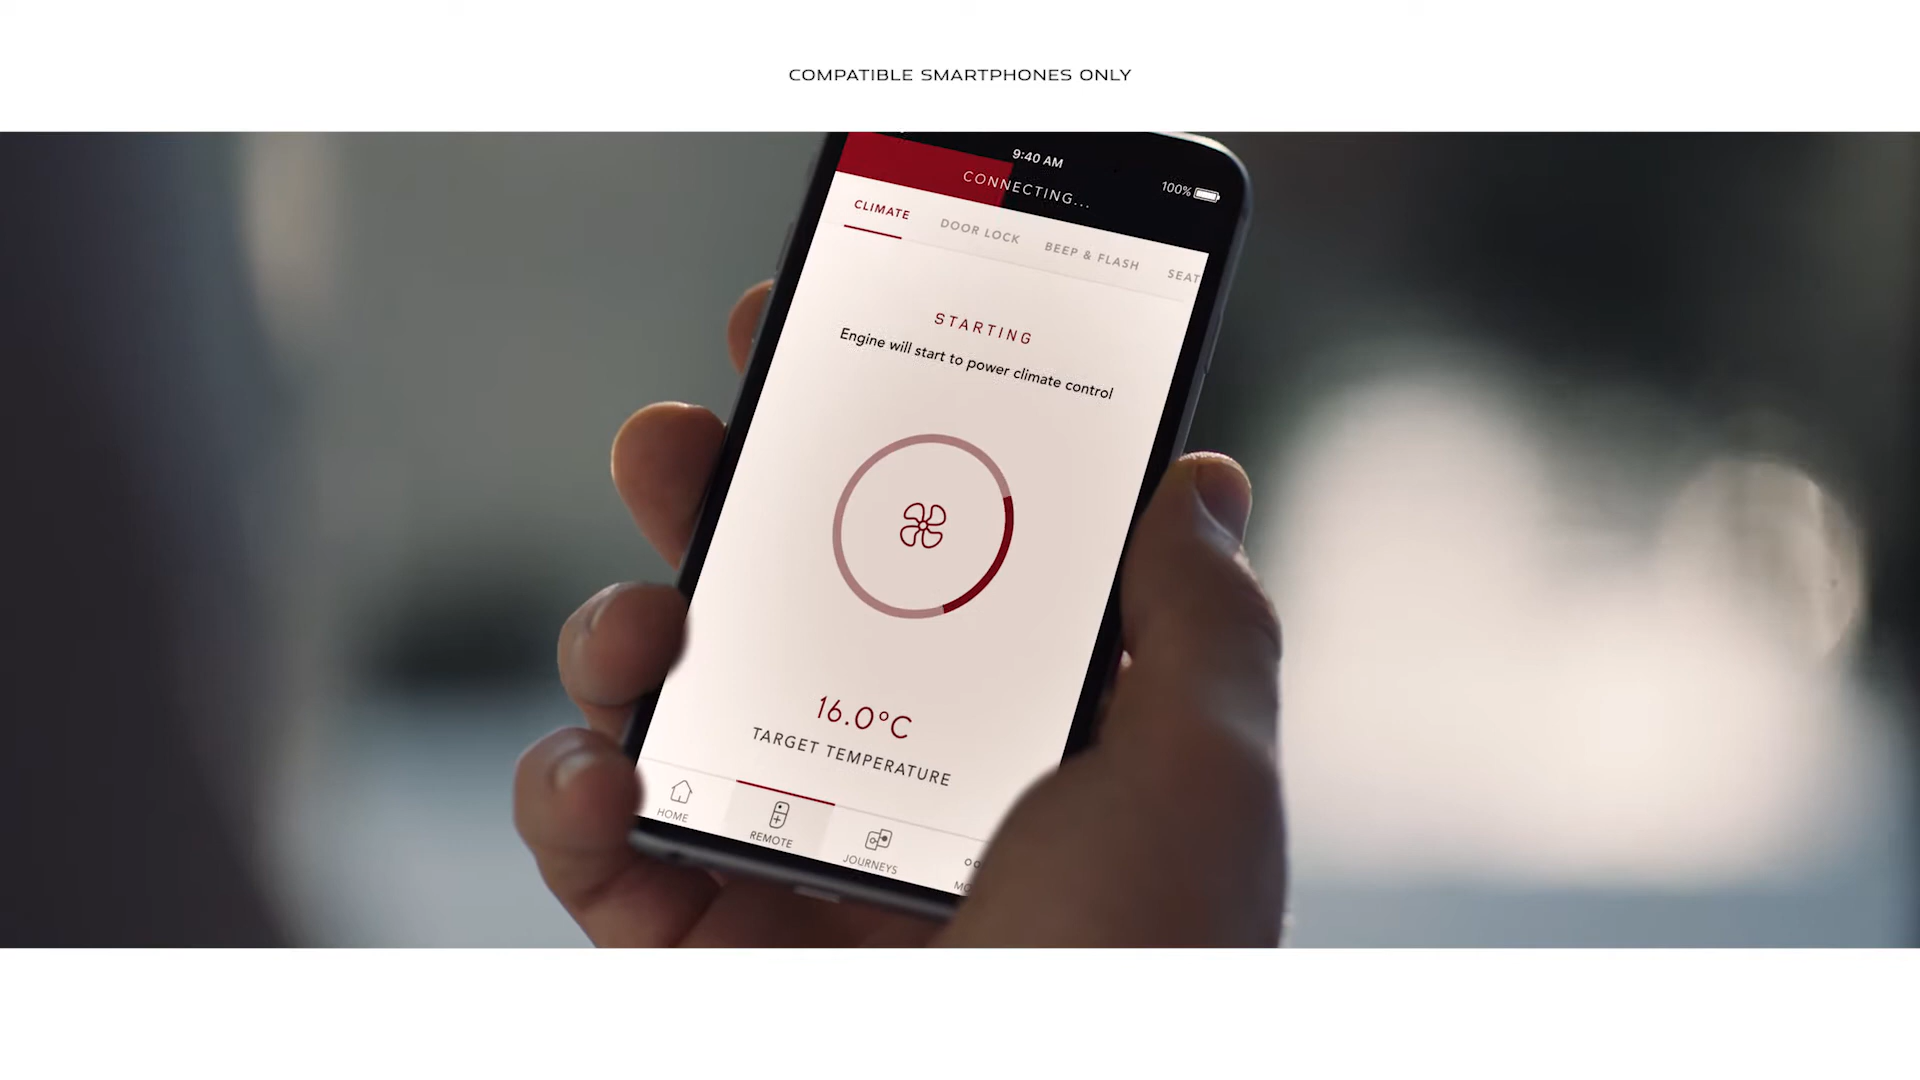 COMPATIBLE SMARTPHONES ONLY
9:40 AM
100%
CONNECTING...
CLIMATE
DOOR LOCK
BEEP & FLASH
SEAT
STARTING
Engine will start to power climate control
16.0°C
TARGET TEMPERATURE
HOME
REMOTE
JOURNEYS